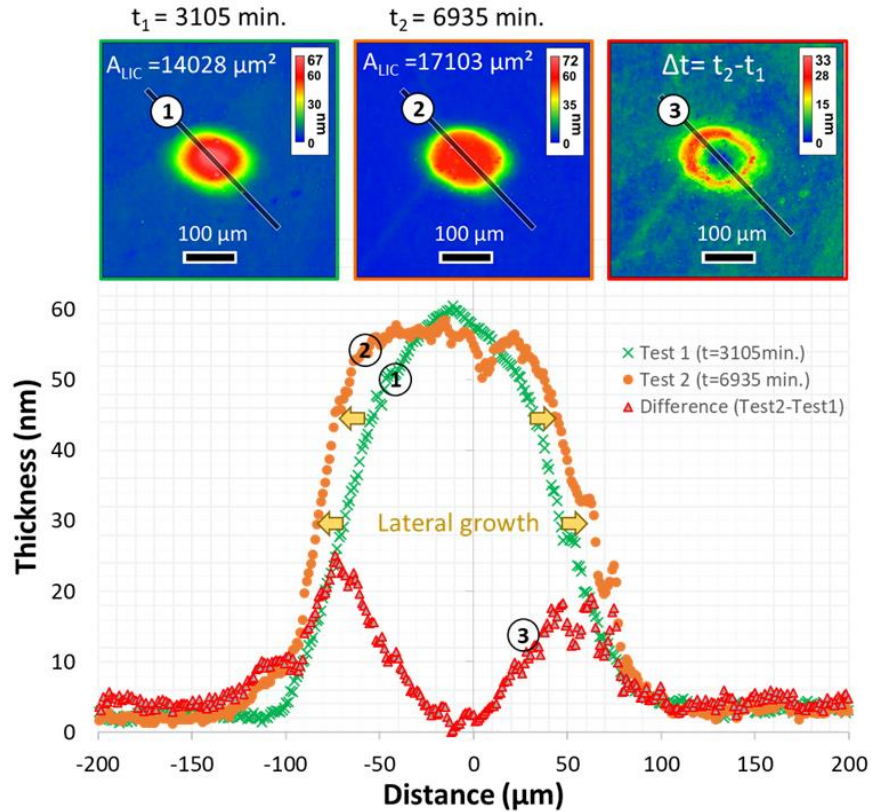 t₁ = 3105 min.
t₂ = 6935 min.
A_LIC =14028 µm²
67
60
30
0
nm
1
100 µm
A_LIC =17103 µm²
72
60
30
0
nm
2
100 µm
Δt= t₂-t₁
33
28
15
0
nm
3
100 µm
Thickness (nm)
60
50
40
30
20
10
0
2
1
Lateral growth
3
Test 1 (t=3105min.)
Test 2 (t=6935 min.)
Difference (Test2-Test1)
-200
-150
-100
-50
0
50
100
150
200
Distance (µm)